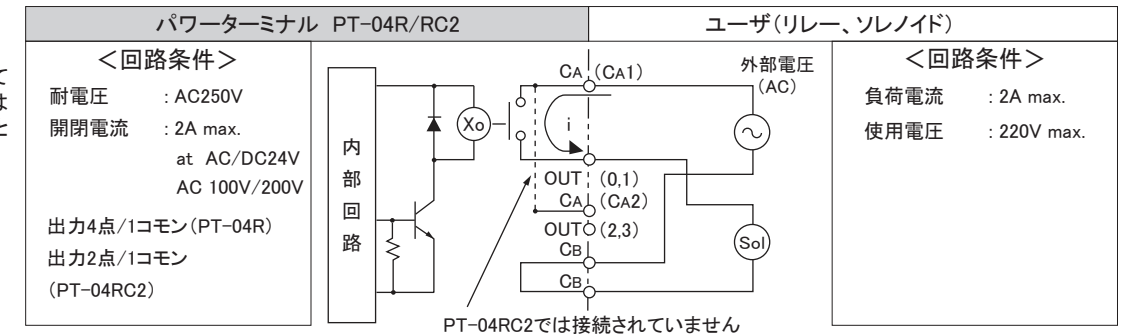 て
は
と
パワーターミナル PT-04R/RC2
ユーザ(リレー、ソレノイド)
<回路条件>
耐電圧 : AC250V
開閉電流 : 2A max.
at AC/DC24V
AC 100V/200V
出力4点/1コモン(PT-04R)
出力2点/1コモン
(PT-04RC2)
内部回路
Xo
i
CA (CA1)
OUT (0,1)
CA (CA2)
OUT (2,3)
CB
CB
外部電圧
(AC)
Sol
PT-04RC2では接続されていません
<回路条件>
負荷電流 : 2A max.
使用電圧 : 220V max.